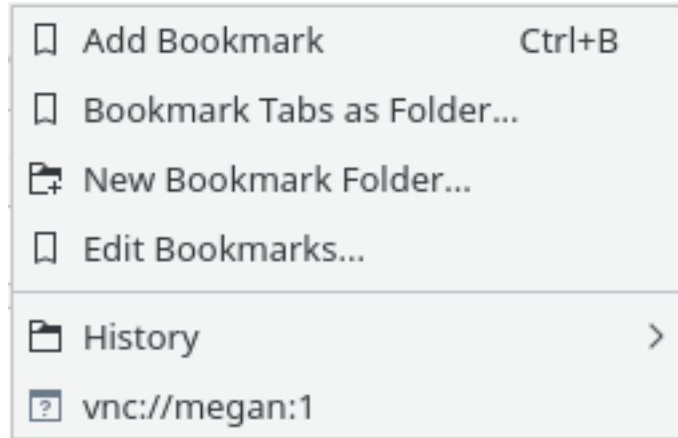 Add Bookmark Ctrl+B
Bookmark Tabs as Folder...
New Bookmark Folder...
Edit Bookmarks...
History
vnc://megan:1